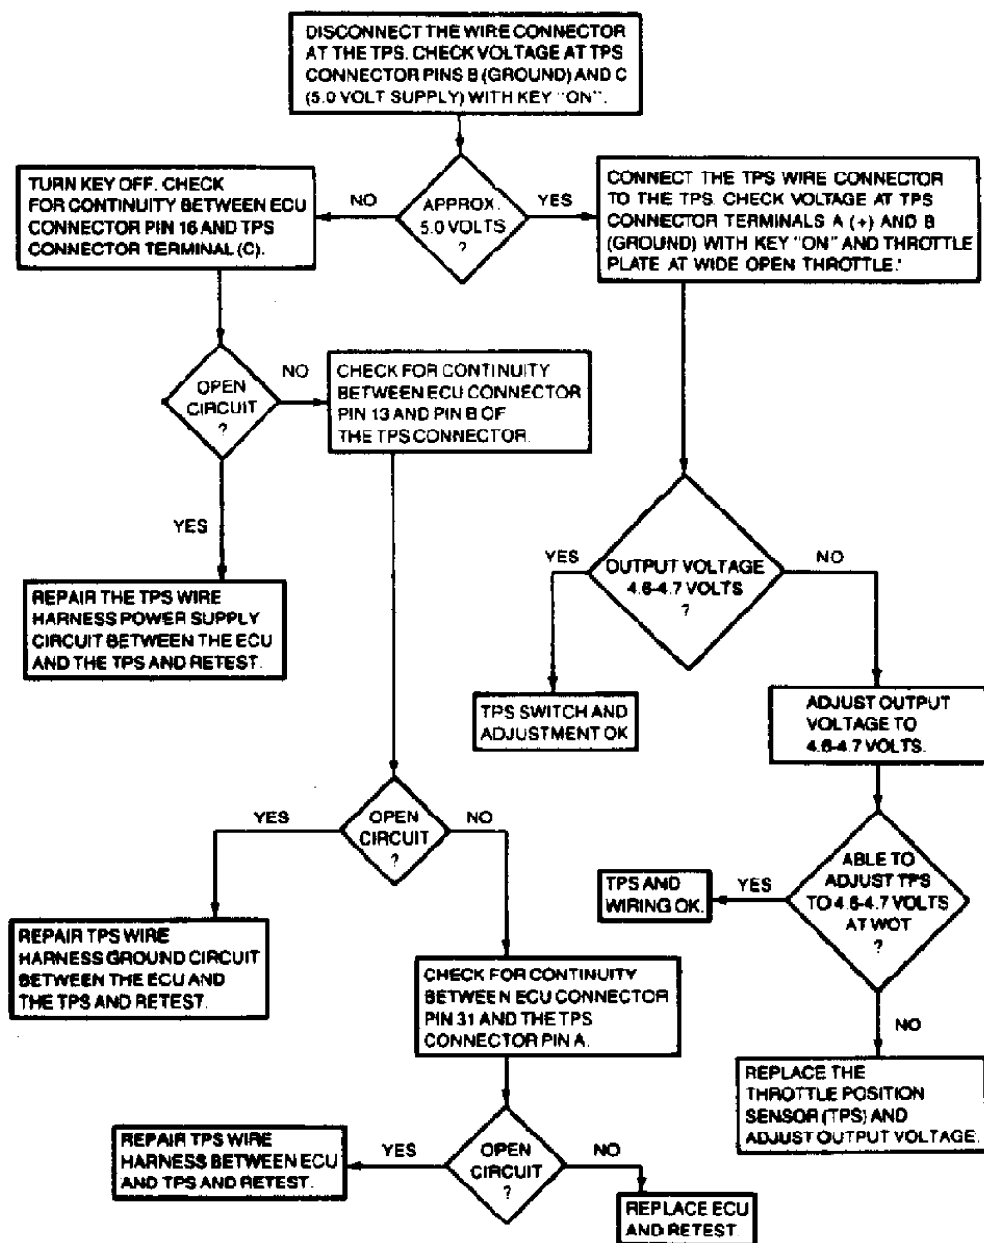 DISCONNECT THE WIRE CONNECTOR
AT THE TPS. CHECK VOLTAGE AT TPS
CONNECTOR PINS B (GROUND) AND C
(5.0 VOLT SUPPLY) WITH KEY "ON".
TURN KEY OFF. CHECK
FOR CONTINUITY BETWEEN ECU
CONNECTOR PIN 16 AND TPS
CONNECTOR TERMINAL (C).
NO
APPROX.
5.0 VOLTS
?
YES
CONNECT THE TPS WIRE CONNECTOR
TO THE TPS. CHECK VOLTAGE AT TPS
CONNECTOR TERMINALS A (+) AND B
(GROUND) WITH KEY "ON" AND THROTTLE
PLATE AT WIDE OPEN THROTTLE.'
OPEN
CIRCUIT
?
NO
CHECK FOR CONTINUITY
BETWEEN ECU CONNECTOR
PIN 13 AND PIN B OF
THE TPS CONNECTOR.
YES
REPAIR THE TPS WIRE
HARNESS POWER SUPPLY
CIRCUIT BETWEEN THE ECU
AND THE TPS AND RETEST.
YES
OUTPUT VOLTAGE
4.6-4.7 VOLTS
?
NO
TPS SWITCH AND
ADJUSTMENT OK
ADJUST OUTPUT
VOLTAGE TO
4.6-4.7 VOLTS.
YES
OPEN
CIRCUIT
?
NO
TPS AND
WIRING OK.
YES
ABLE TO
ADJUST TPS
TO 4.6-4.7 VOLTS
AT WOT
?
REPAIR TPS WIRE
HARNESS GROUND CIRCUIT
BETWEEN THE ECU AND
THE TPS AND RETEST.
CHECK FOR CONTINUITY
BETWEEN ECU CONNECTOR
PIN 31 AND THE TPS
CONNECTOR PIN A.
NO
REPLACE THE
THROTTLE POSITION
SENSOR (TPS) AND
ADJUST OUTPUT VOLTAGE.
REPAIR TPS WIRE
HARNESS BETWEEN ECU
AND TPS AND RETEST.
YES
OPEN
CIRCUIT
?
NO
REPLACE ECU
AND RETEST.